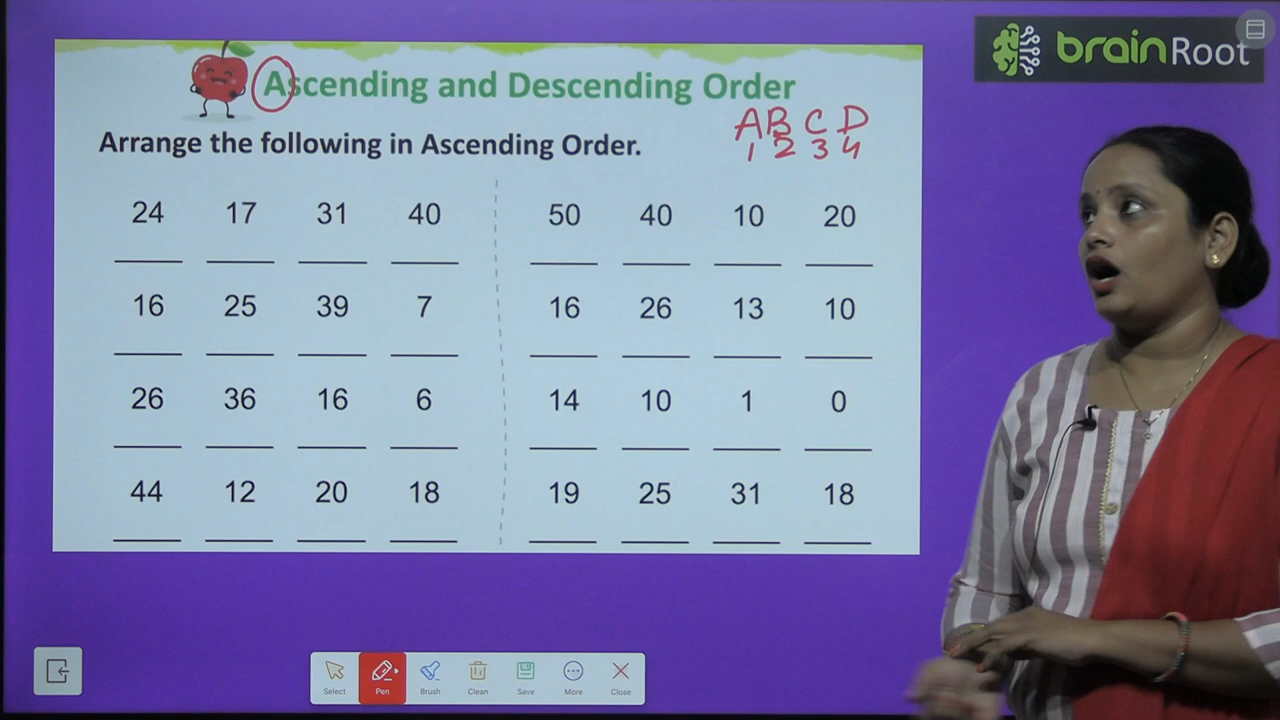 brainRoot
Ascending and Descending Order
A B C D
1 2 3 4
Arrange the following in Ascending Order.
24 17 31 40
50 40 10 20
16 25 39 7
16 26 13 10
26 36 16 6
14 10 1 0
44 12 20 18
19 25 31 18
Select Pen Brush Clean Save More Close